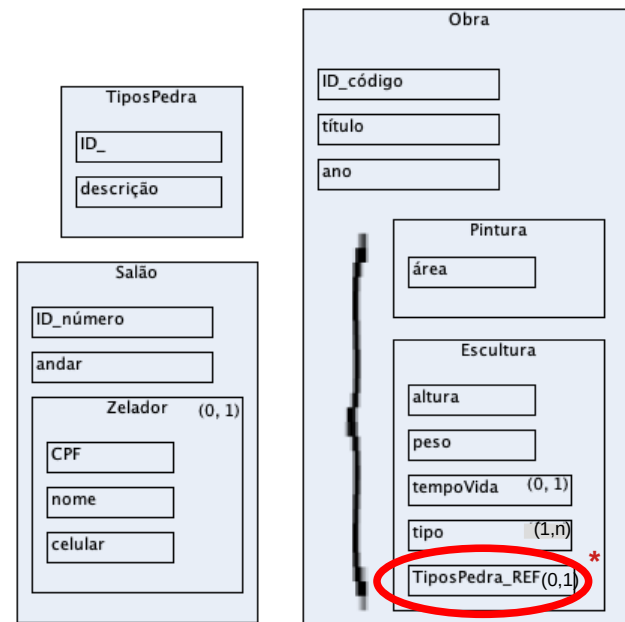 TiposPedra
ID_
descrição
Salão
ID_número
andar
Zelador (0, 1)
CPF
nome
celular
Obra
ID_código
título
ano
Pintura
área
Escultura
altura
peso
tempoVida (0, 1)
tipo (1,n)
*
TiposPedra_REF(0,1)